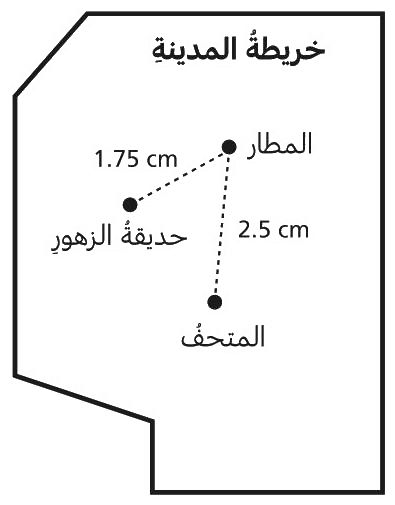 خريطةُ المدينةِ
المطار
1.75 cm
حديقةُ الزهورِ
2.5 cm
المتحفُ